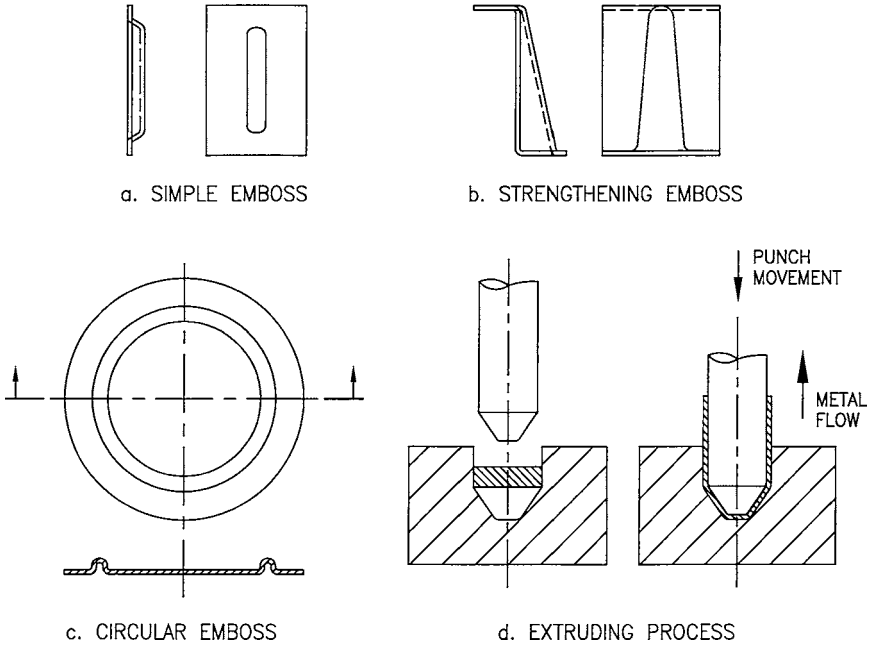 a. SIMPLE EMBOSS
b. STRENGTHENING EMBOSS
PUNCH
MOVEMENT
METAL
FLOW
c. CIRCULAR EMBOSS
d. EXTRUDING PROCESS